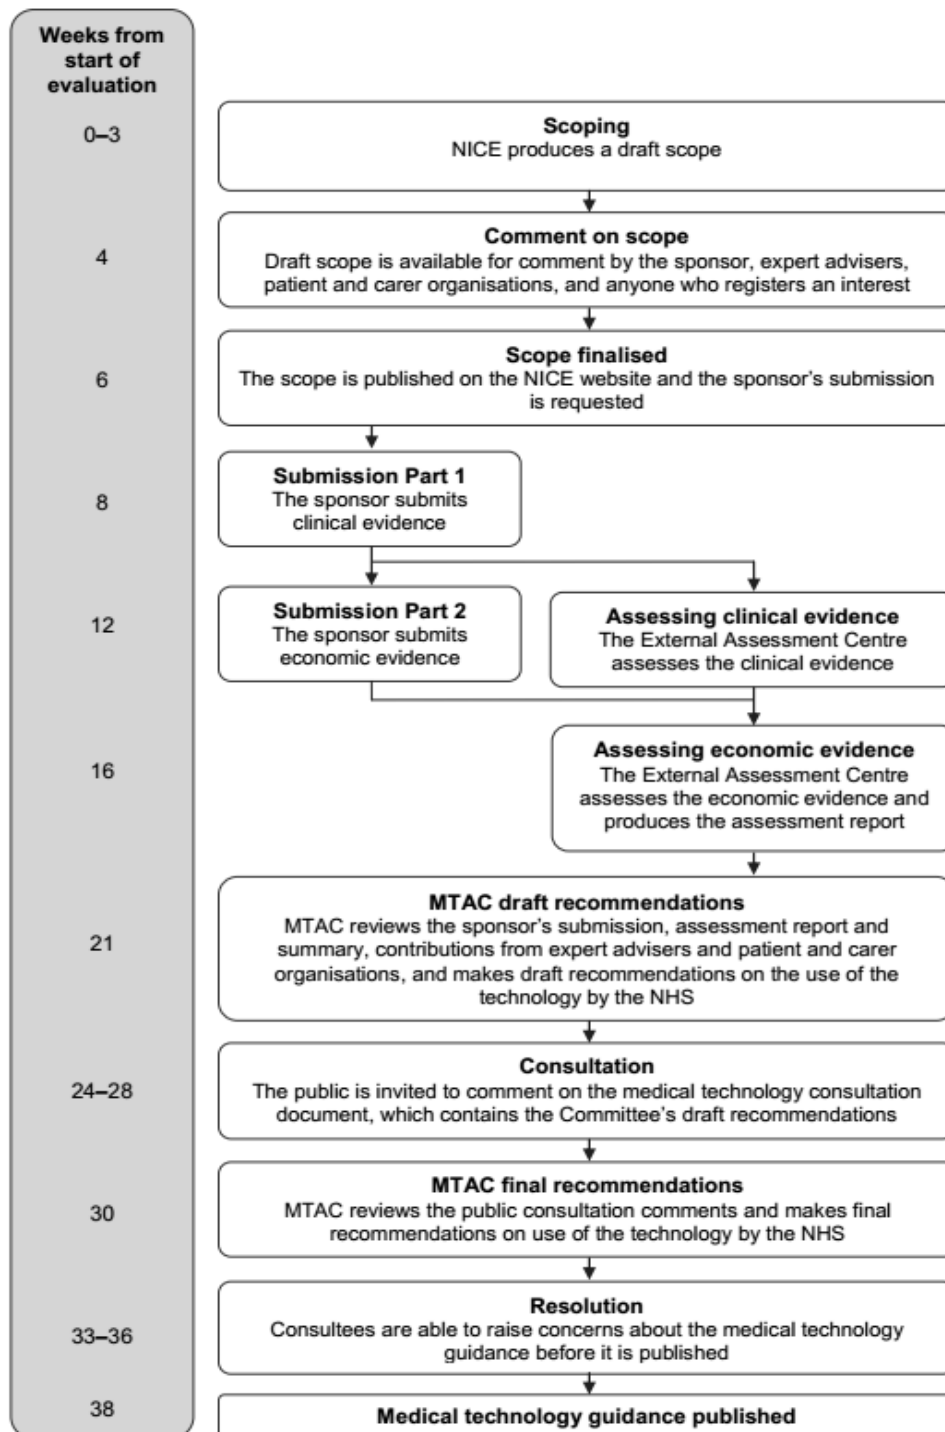 Weeks from
start of
evaluation
0–3
Scoping
NICE produces a draft scope
4
Comment on scope
Draft scope is available for comment by the sponsor, expert advisers,
patient and carer organisations, and anyone who registers an interest
6
Scope finalised
The scope is published on the NICE website and the sponsor's submission
is requested
8
Submission Part 1
The sponsor submits
clinical evidence
12
Submission Part 2
The sponsor submits
economic evidence
Assessing clinical evidence
The External Assessment Centre
assesses the clinical evidence
16
Assessing economic evidence
The External Assessment Centre
assesses the economic evidence and
produces the assessment report
21
MTAC draft recommendations
MTAC reviews the sponsor's submission, assessment report and
summary, contributions from expert advisers and patient and carer
organisations, and makes draft recommendations on the use of the
technology by the NHS
24–28
Consultation
The public is invited to comment on the medical technology consultation
document, which contains the Committee's draft recommendations
30
MTAC final recommendations
MTAC reviews the public consultation comments and makes final
recommendations on use of the technology by the NHS
33–36
Resolution
Consultees are able to raise concerns about the medical technology
guidance before it is published
38
Medical technology guidance published